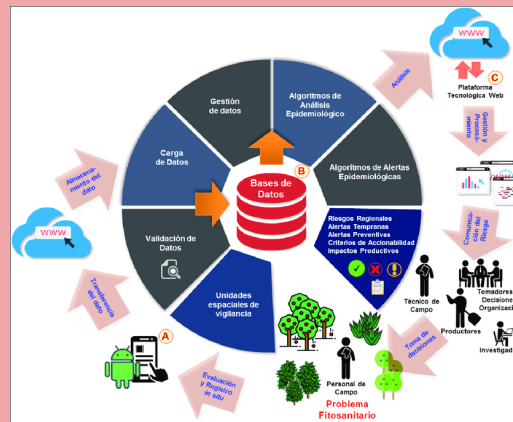 www
C
Plataforma
Tecnológica Web
Análisis
Gestión y
Procesa-
miento
Comunica-
ción del
Riesgo
Tomadores
Decisione
Organizaci
Productores
Investigad
Técnico de
Campo
Toma de
decisiones
Gestión
de datos
Algoritmos de
Análisis
Epidemiológico
Carga
de Datos
Algoritmos de Alertas
Epidemiológicas
B
Bases de
Datos
Validación de
Datos
Riesgos Regionales
Alertas Tempranas
Alertas Preventivas
Criterios de Accionabilidad
Impactos Productivos
Unidades
espaciales de
vigilancia
Almacena-
miento del
dato
www
Transferencia
del dato
A
Evaluación
y Registro
in situ
Personal de
Campo
Problema
Fitosanitario